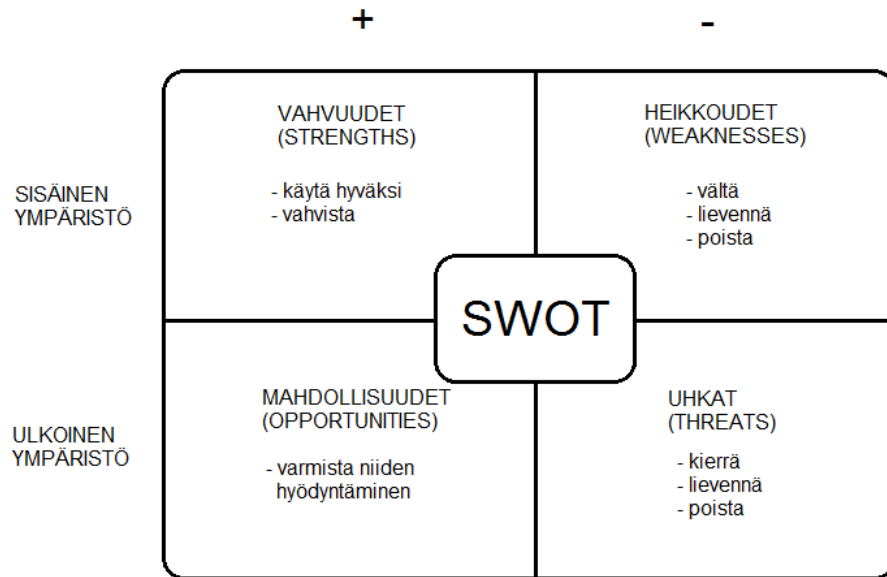 +
-
VAHVUUDET
(STRENGTHS)
- käytä hyväksi
- vahvista
HEIKKOUDET
(WEAKNESSES)
- vältä
- lievennä
- poista
SISÄINEN
YMPÄRISTÖ
SWOT
MAHDOLLISUUDET
(OPPORTUNITIES)
- varmista niiden
hyödyntäminen
UHKAT
(THREATS)
- kierrä
- lievennä
- poista
ULKOINEN
YMPÄRISTÖ